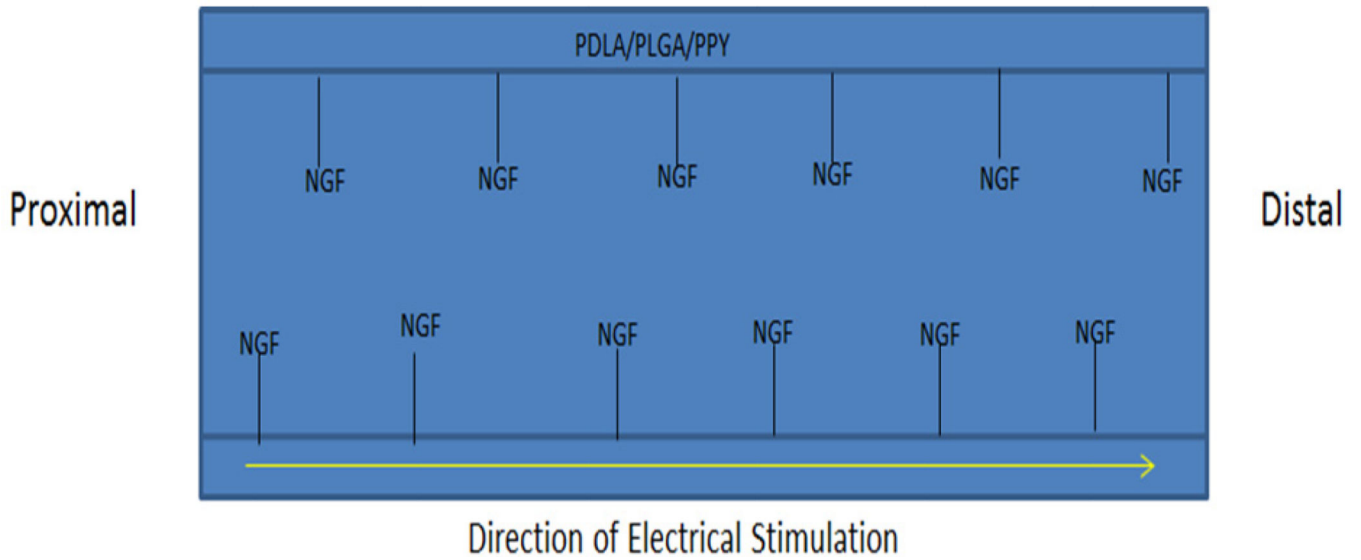 PDLA/PLGA/PPY
NGF NGF NGF NGF NGF NGF
Proximal Distal
NGF NGF NGF NGF NGF NGF
Direction of Electrical Stimulation